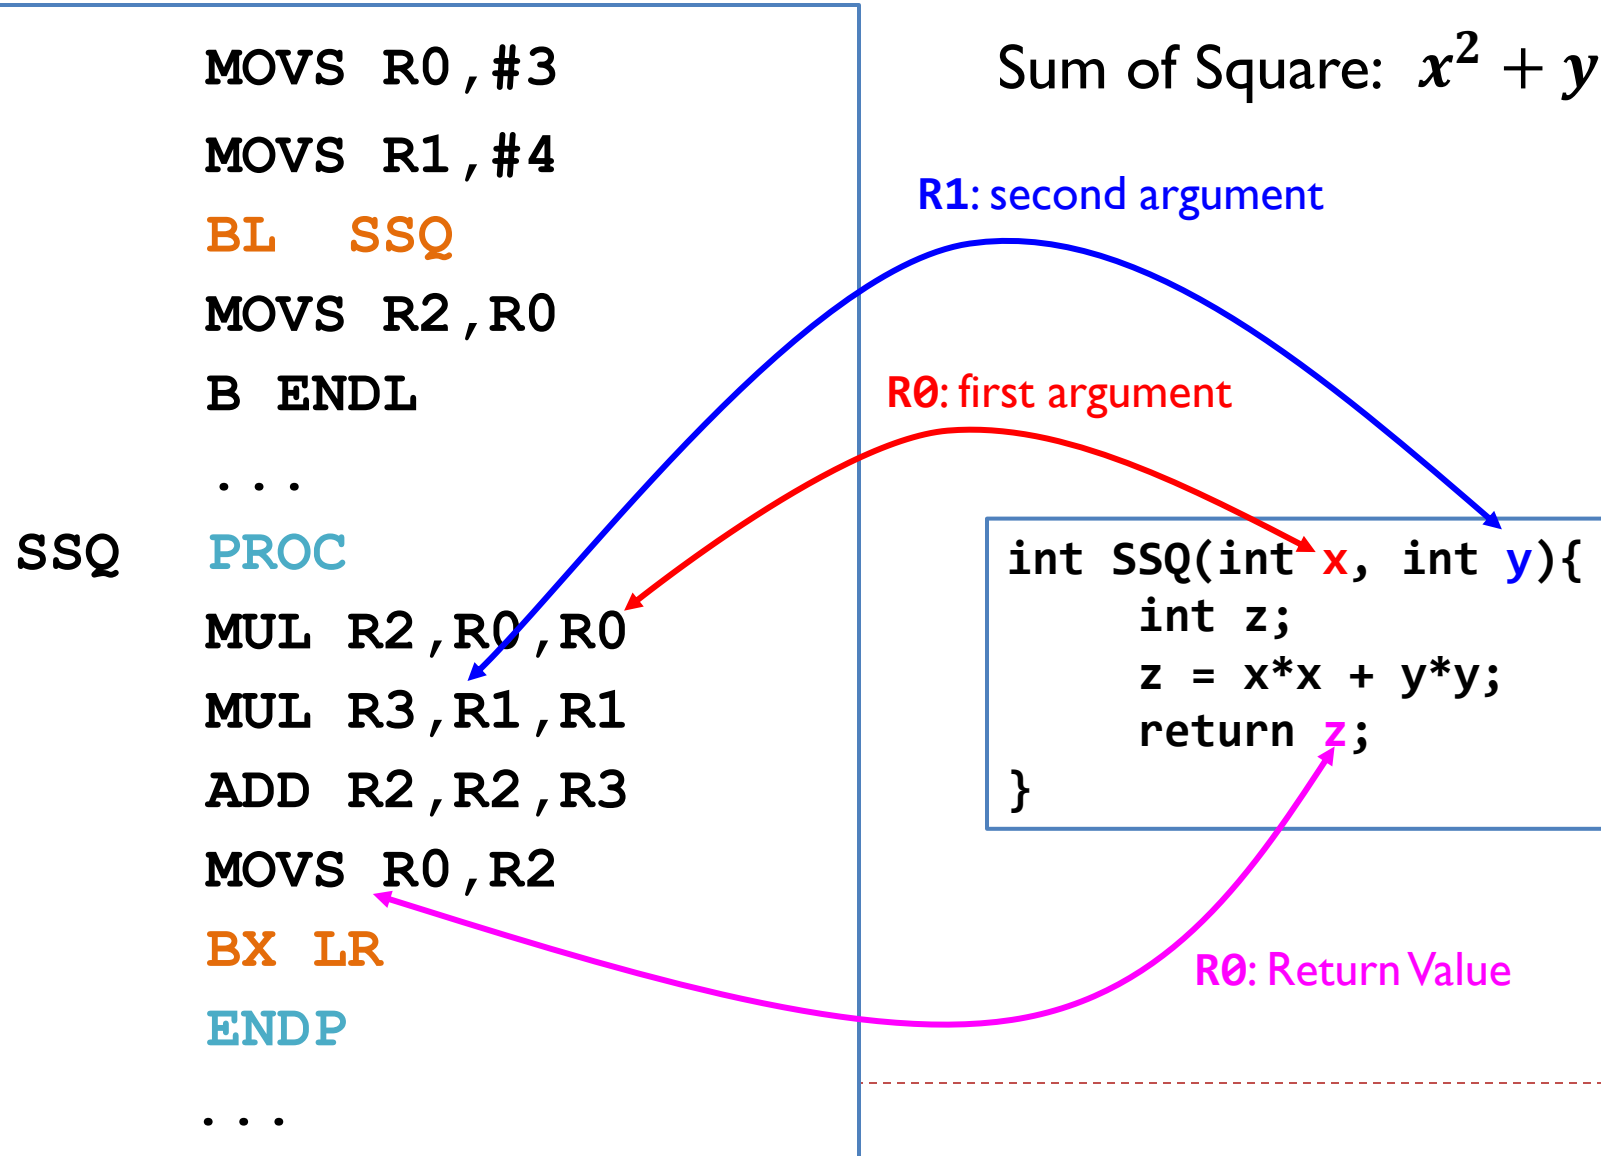 MOVS R0,#3
MOVS R1,#4
BL SSQ
MOVS R2,R0
B ENDL
...
SSQ PROC
MUL R2,R0,R0
MUL R3,R1,R1
ADD R2,R2,R3
MOVS R0,R2
BX LR
ENDP
...
Sum of Square: x² + y
R1: second argument
R0: first argument
int SSQ(int x, int y){
int z;
z = x*x + y*y;
return z;
}
R0: Return Value